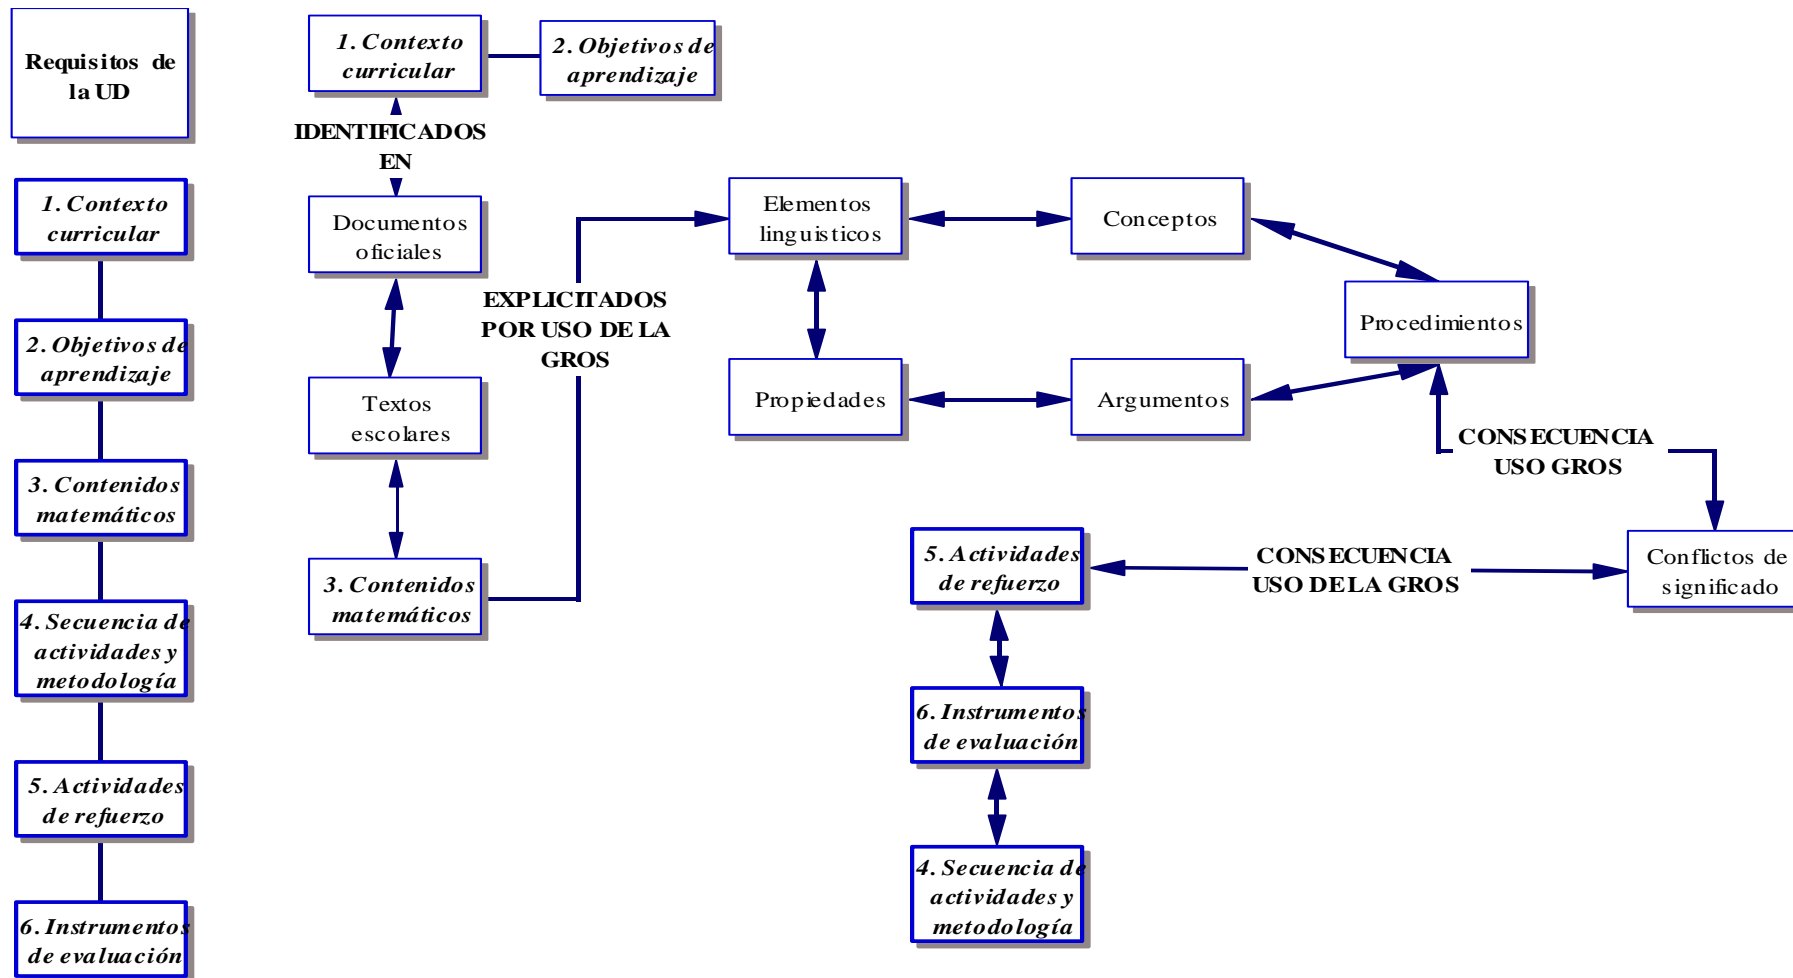 Requisitos de
la UD
1. Contexto
curricular
2. Objetivos de
aprendizaje
3. Contenidos
matemáticos
4. Secuencia de
actividades y
metodología
5. Actividades
de refuerzo
6. Instrumentos
de evaluación
1. Contexto
curricular
2. Objetivos de
aprendizaje
IDENTIFICADOS
EN
Documentos
oficiales
Textos
escolares
3. Contenidos
matemáticos
EXPLICITADOS
POR USO DE LA
GROS
Elementos
linguisticos
Conceptos
Procedimientos
Propiedades
Argumentos
CONSECUENCIA
USO GROS
Conflictos de
significado
CONSECUENCIA
USO DE LA GROS
5. Actividades
de refuerzo
6. Instrumentos
de evaluación
4. Secuencia de
actividades y
metodología